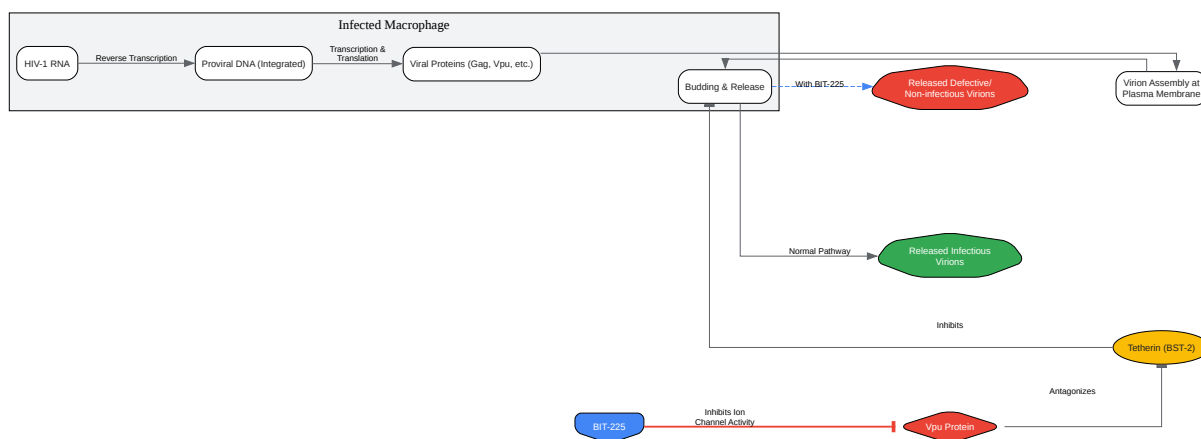 Infected Macrophage
HIV-1 RNA
Reverse Transcription
Proviral DNA (Integrated)
Transcription &
Translation
Viral Proteins (Gag, Vpu, etc.)
Budding & Release
With BIT-225
Released Defective/
Non-infectious Virions
Virion Assembly at
Plasma Membrane
Normal Pathway
Released Infectious
Virions
Inhibits
Tetherin (BST-2)
Antagonizes
BIT-225
Inhibits Ion
Channel Activity
Vpu Protein